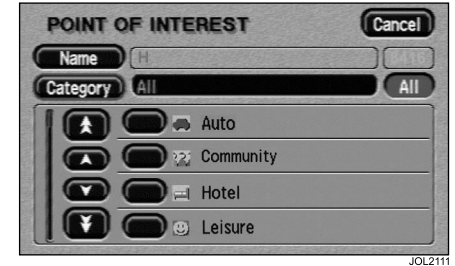 POINT OF INTEREST Cancel
Name H
Category All All
Auto
Community
Hotel
Leisure
JOL2111